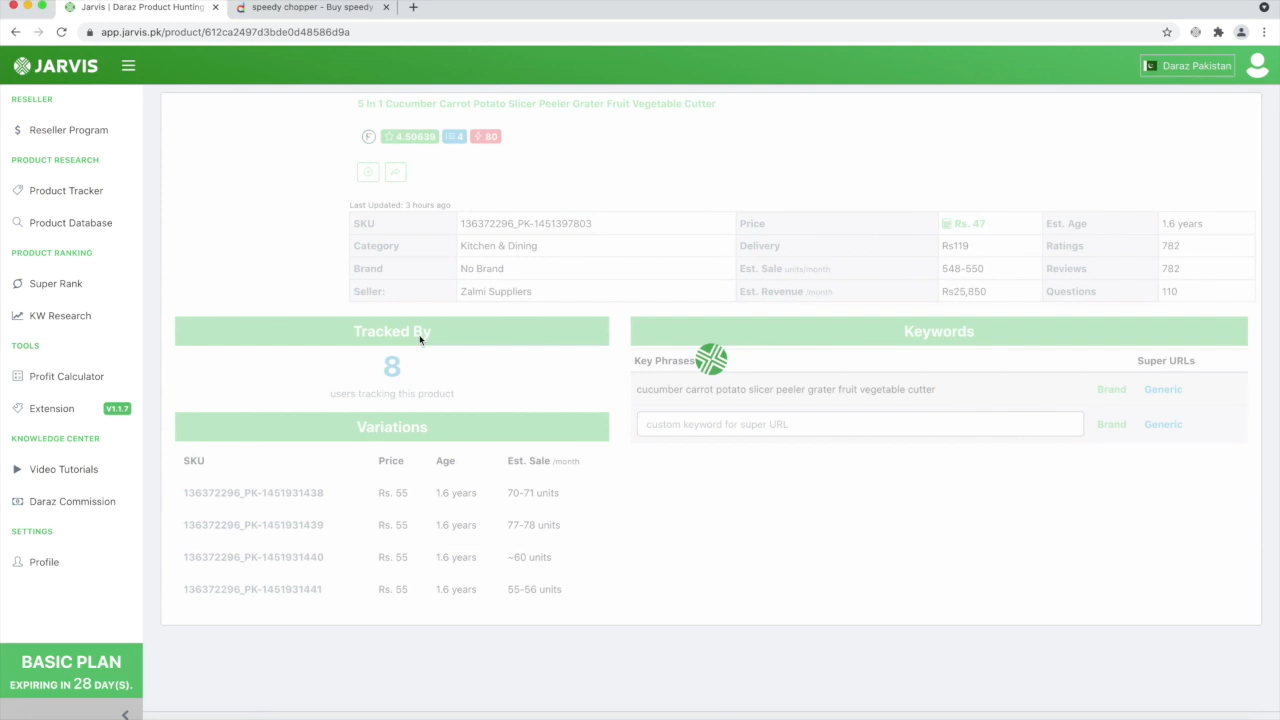 Jarvis | Daraz Product Hunting
speedy chopper - Buy speedy
app.jarvis.pk/product/612ca2497d3bde0d48586d9a
JARVIS
Daraz Pakistan
RESELLER
Reseller Program
PRODUCT RESEARCH
Product Tracker
Product Database
PRODUCT RANKING
Super Rank
KW Research
TOOLS
Profit Calculator
Extension V1.1.7
KNOWLEDGE CENTER
Video Tutorials
Daraz Commission
SETTINGS
Profile
BASIC PLAN
EXPIRING IN 28 DAY(S).
5 In 1 Cucumber Carrot Potato Slicer Peeler Grater Fruit Vegetable Cutter
F 4.50639 4 80
Last Updated: 3 hours ago
SKU 136372296_PK-1451397803 Price Rs. 47 Est. Age 1.6 years
Category Kitchen & Dining Delivery Rs119 Ratings 782
Brand No Brand Est. Sale units/month 548-550 Reviews 782
Seller: Zalmi Suppliers Est. Revenue /month Rs25,850 Questions 110
Tracked By
8
users tracking this product
Variations
SKU Price Age Est. Sale /month
136372296_PK-1451931438 Rs. 55 1.6 years 70-71 units
136372296_PK-1451931439 Rs. 55 1.6 years 77-78 units
136372296_PK-1451931440 Rs. 55 1.6 years ~60 units
136372296_PK-1451931441 Rs. 55 1.6 years 55-56 units
Keywords
Key Phrases Super URLs
cucumber carrot potato slicer peeler grater fruit vegetable cutter Brand Generic
custom keyword for super URL Brand Generic